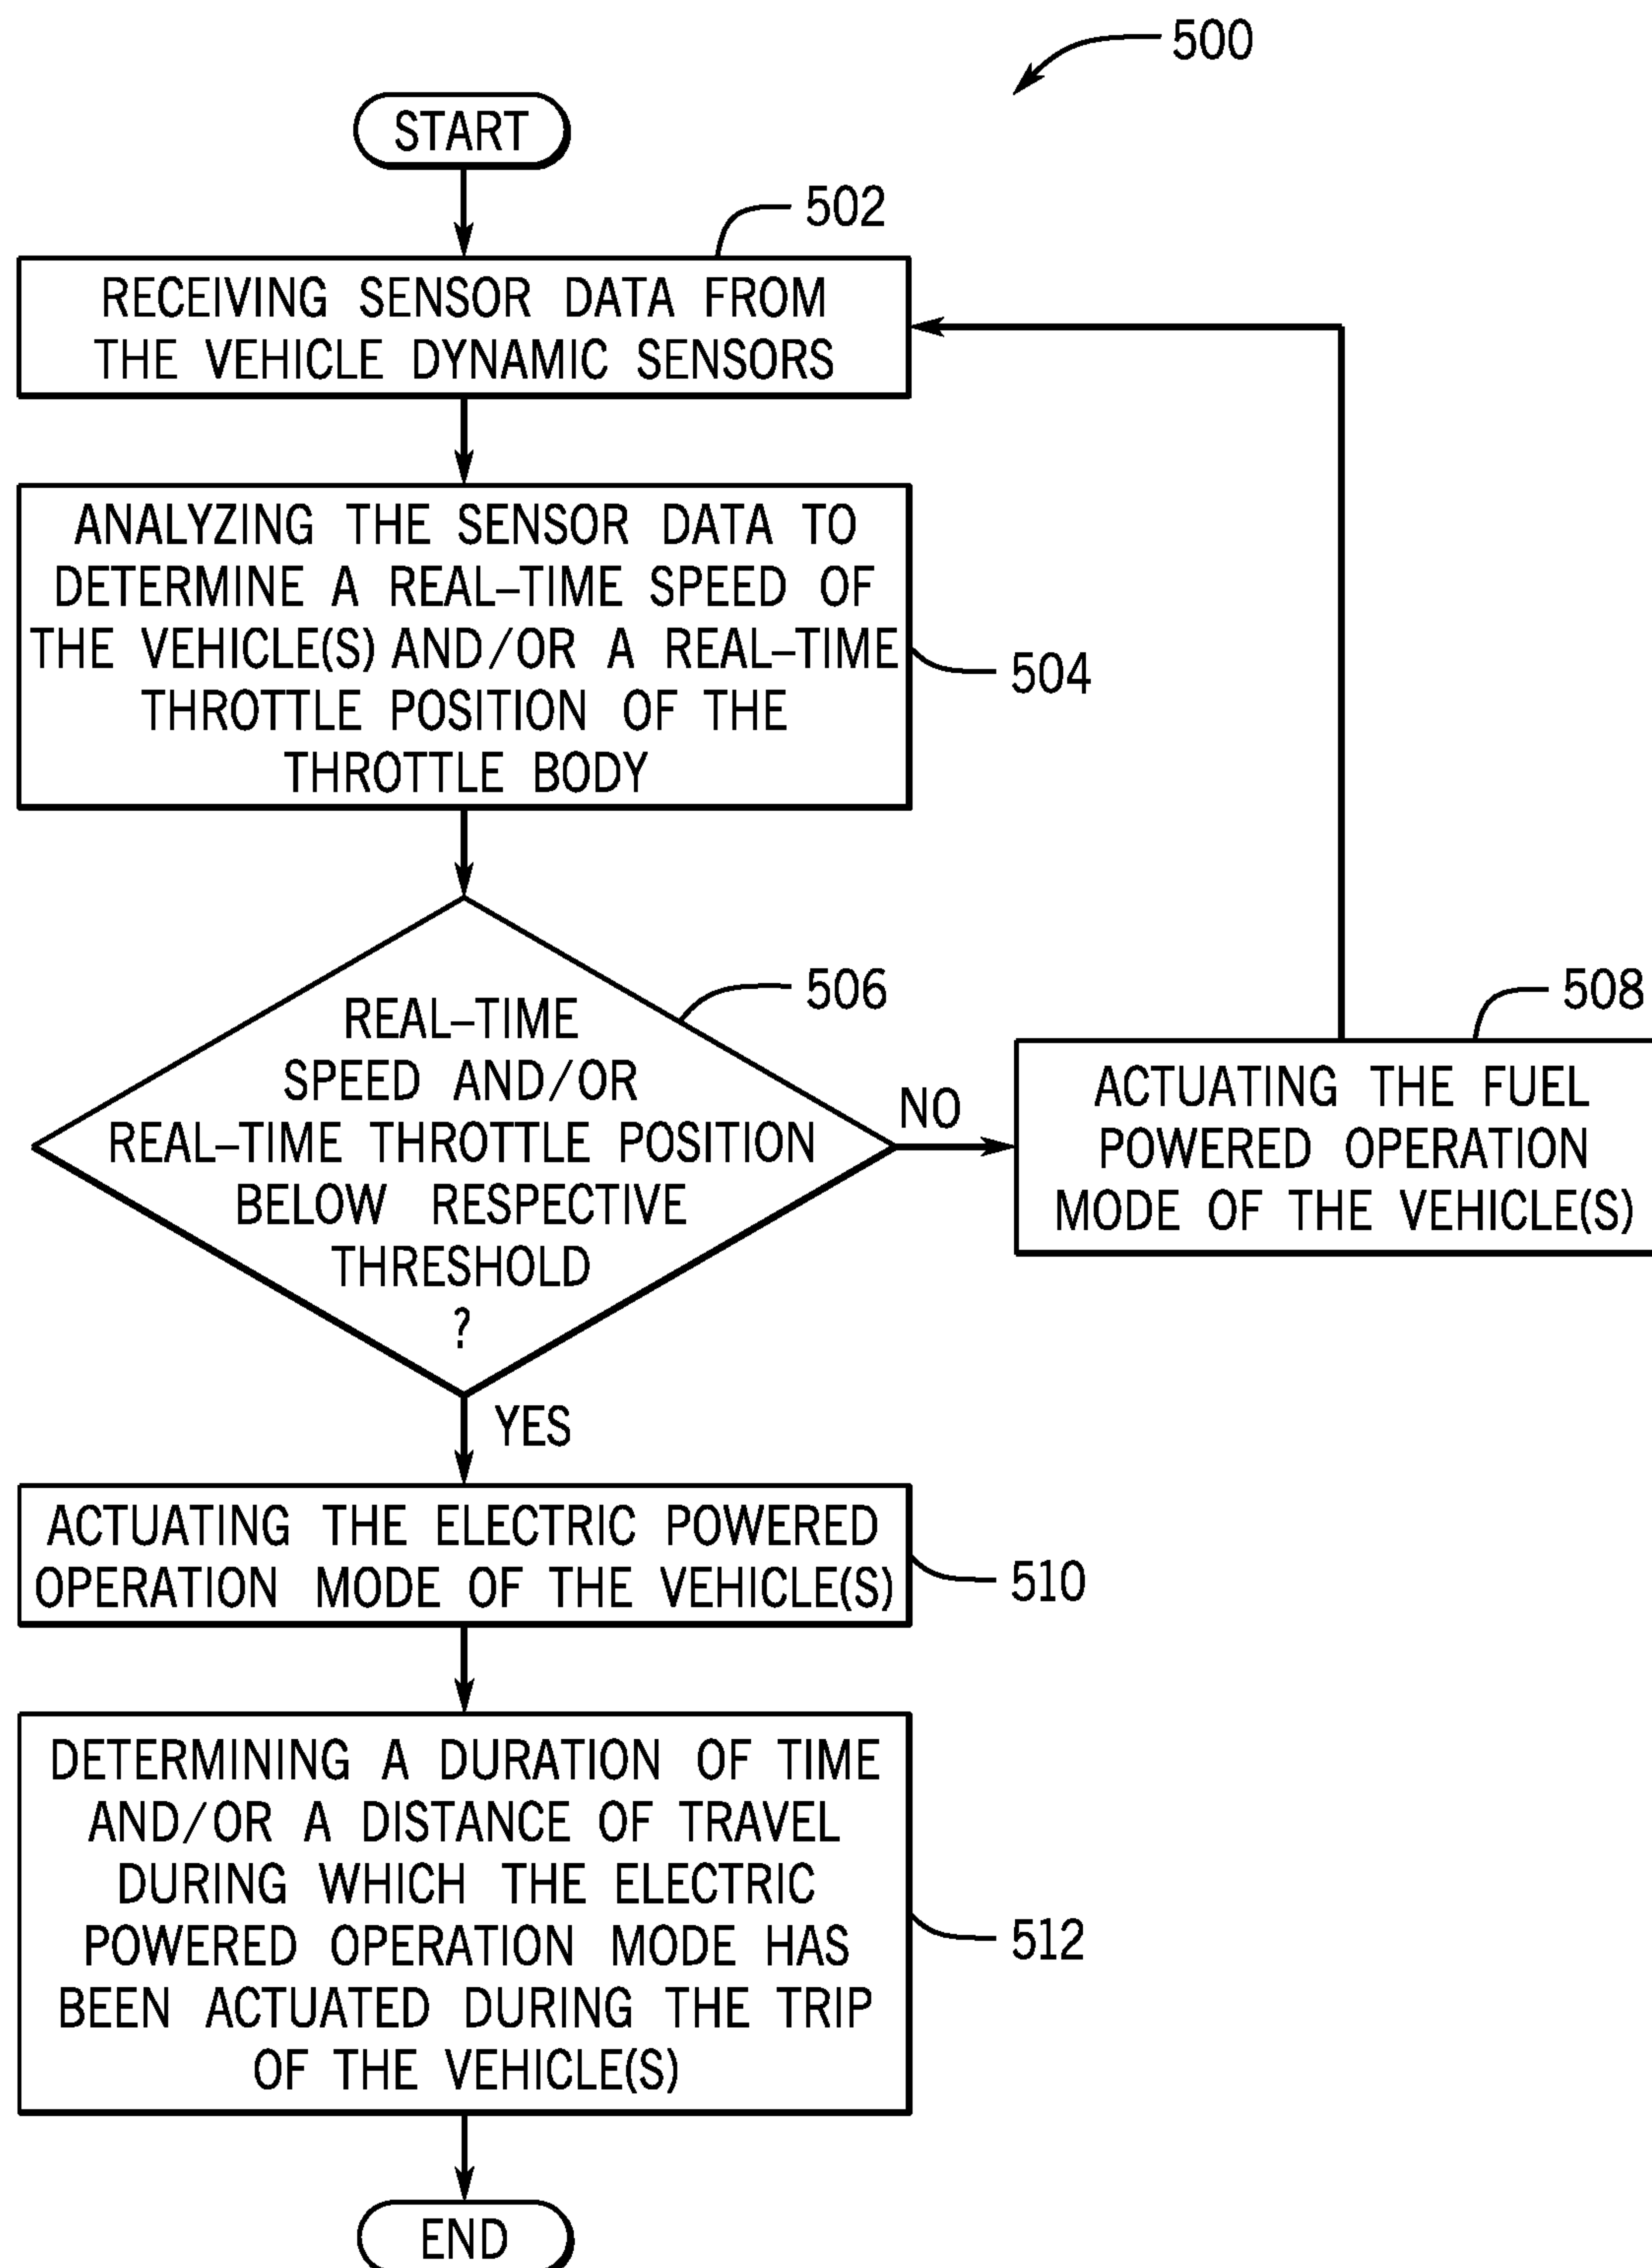 500
START
502
RECEIVING SENSOR DATA FROM
THE VEHICLE DYNAMIC SENSORS
ANALYZING THE SENSOR DATA TO
DETERMINE A REAL–TIME SPEED OF
THE VEHICLE(S) AND/OR A REAL–TIME
THROTTLE POSITION OF THE
THROTTLE BODY
504
506
REAL–TIME
SPEED AND/OR
REAL–TIME THROTTLE POSITION
BELOW RESPECTIVE
THRESHOLD
?
NO
508
ACTUATING THE FUEL
POWERED OPERATION
MODE OF THE VEHICLE(S)
YES
ACTUATING THE ELECTRIC POWERED
OPERATION MODE OF THE VEHICLE(S)
510
DETERMINING A DURATION OF TIME
AND/OR A DISTANCE OF TRAVEL
DURING WHICH THE ELECTRIC
POWERED OPERATION MODE HAS
BEEN ACTUATED DURING THE TRIP
OF THE VEHICLE(S)
512
END